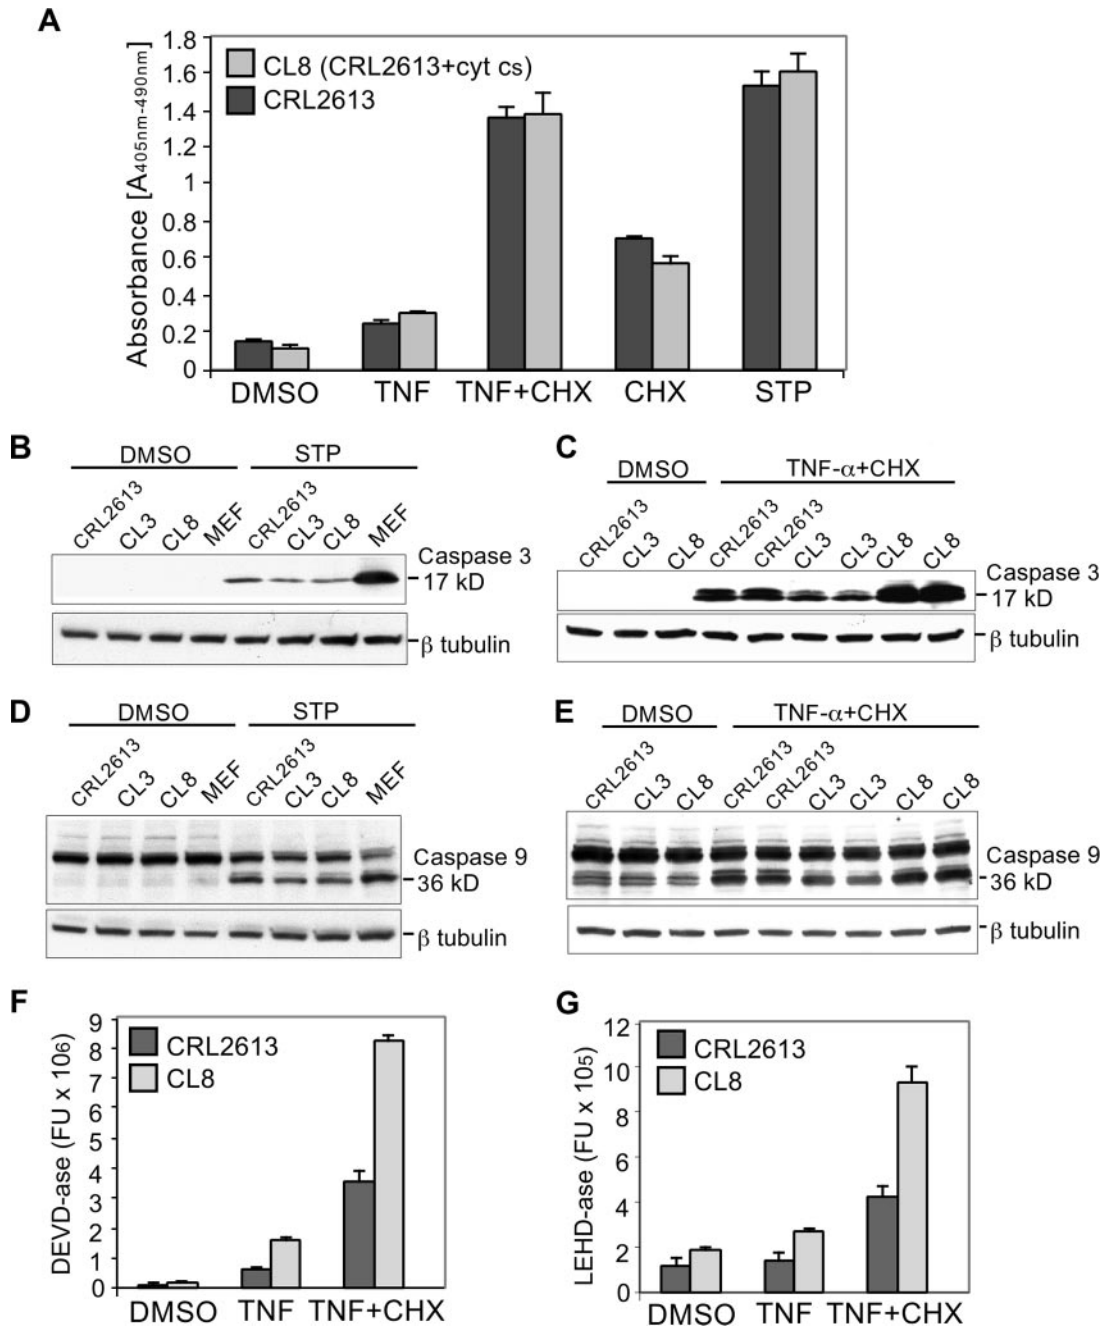 A
Absorbance [A405nm-490nm]
1.8
1.6
1.4
1.2
1
0.8
0.6
0.4
0.2
0
CL8 (CRL2613+cyt cs)
CRL2613
DMSO TNF TNF+CHX CHX STP
B
DMSO STP
CRL2613 CL3 CL8 MEF CRL2613 CL3 CL8 MEF
Caspase 3
17 kD
β tubulin
C
DMSO TNF-α+CHX
CRL2613 CL3 CL8 CRL2613 CRL2613 CL3 CL3 CL8 CL8
Caspase 3
17 kD
β tubulin
D
DMSO STP
CRL2613 CL3 CL8 MEF CRL2613 CL3 CL8 MEF
Caspase 9
36 kD
β tubulin
E
DMSO TNF-α+CHX
CRL2613 CL3 CL8 CRL2613 CRL2613 CL3 CL3 CL8 CL8
Caspase 9
36 kD
β tubulin
F
DEVD-ase (FU x 106)
9
8
7
6
5
4
3
2
1
0
CRL2613
CL8
DMSO TNF TNF+CHX
G
LEHD-ase (FU x 105)
12
10
8
6
4
2
0
CRL2613
CL8
DMSO TNF TNF+CHX